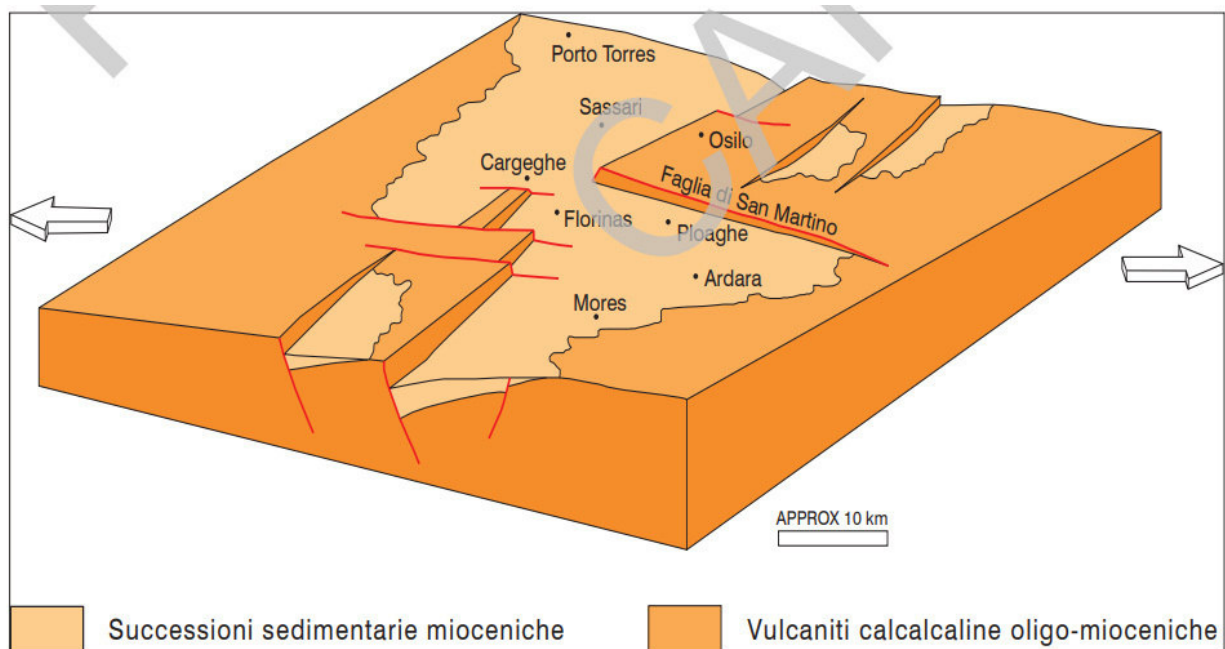 Porto Torres
Sassari
Osilo
Cargeghe
Faglia di San Martino
Florinas
Ploaghe
Ardara
Mores
APPROX 10 km
Successioni sedimentarie mioceniche
Vulcaniti calcalcaline oligo-mioceniche